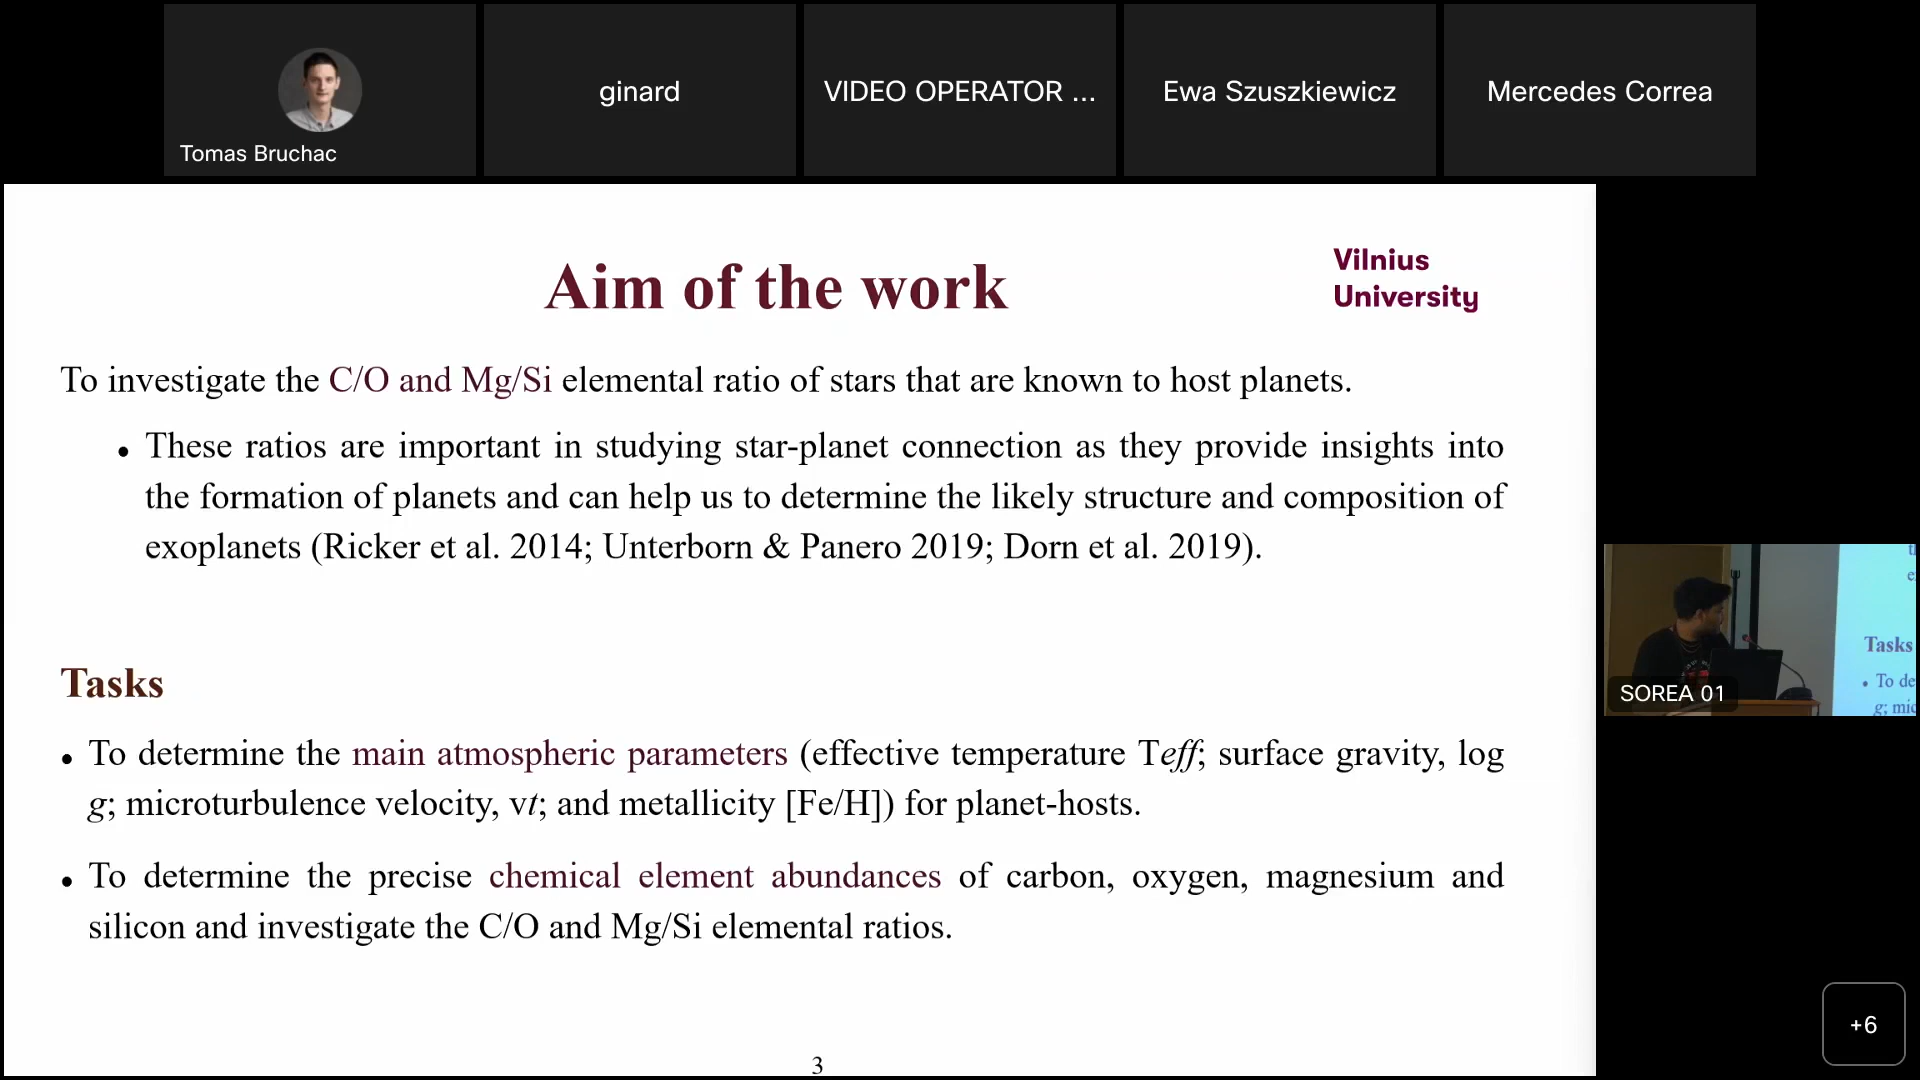 Tomas Bruchac
ginard
VIDEO OPERATOR ...
Ewa Szuszkiewicz
Mercedes Correa
Aim of the work
Vilnius
University
To investigate the C/O and Mg/Si elemental ratio of stars that are known to host planets.
• These ratios are important in studying star-planet connection as they provide insights into
the formation of planets and can help us to determine the likely structure and composition of
exoplanets (Ricker et al. 2014; Unterborn & Panero 2019; Dorn et al. 2019).
Tasks
• To determine the main atmospheric parameters (effective temperature Teff; surface gravity, log
g; microturbulence velocity, vt; and metallicity [Fe/H]) for planet-hosts.
• To determine the precise chemical element abundances of carbon, oxygen, magnesium and
silicon and investigate the C/O and Mg/Si elemental ratios.
3
Tasks
• To de
g; mic
SOREA 01
+6